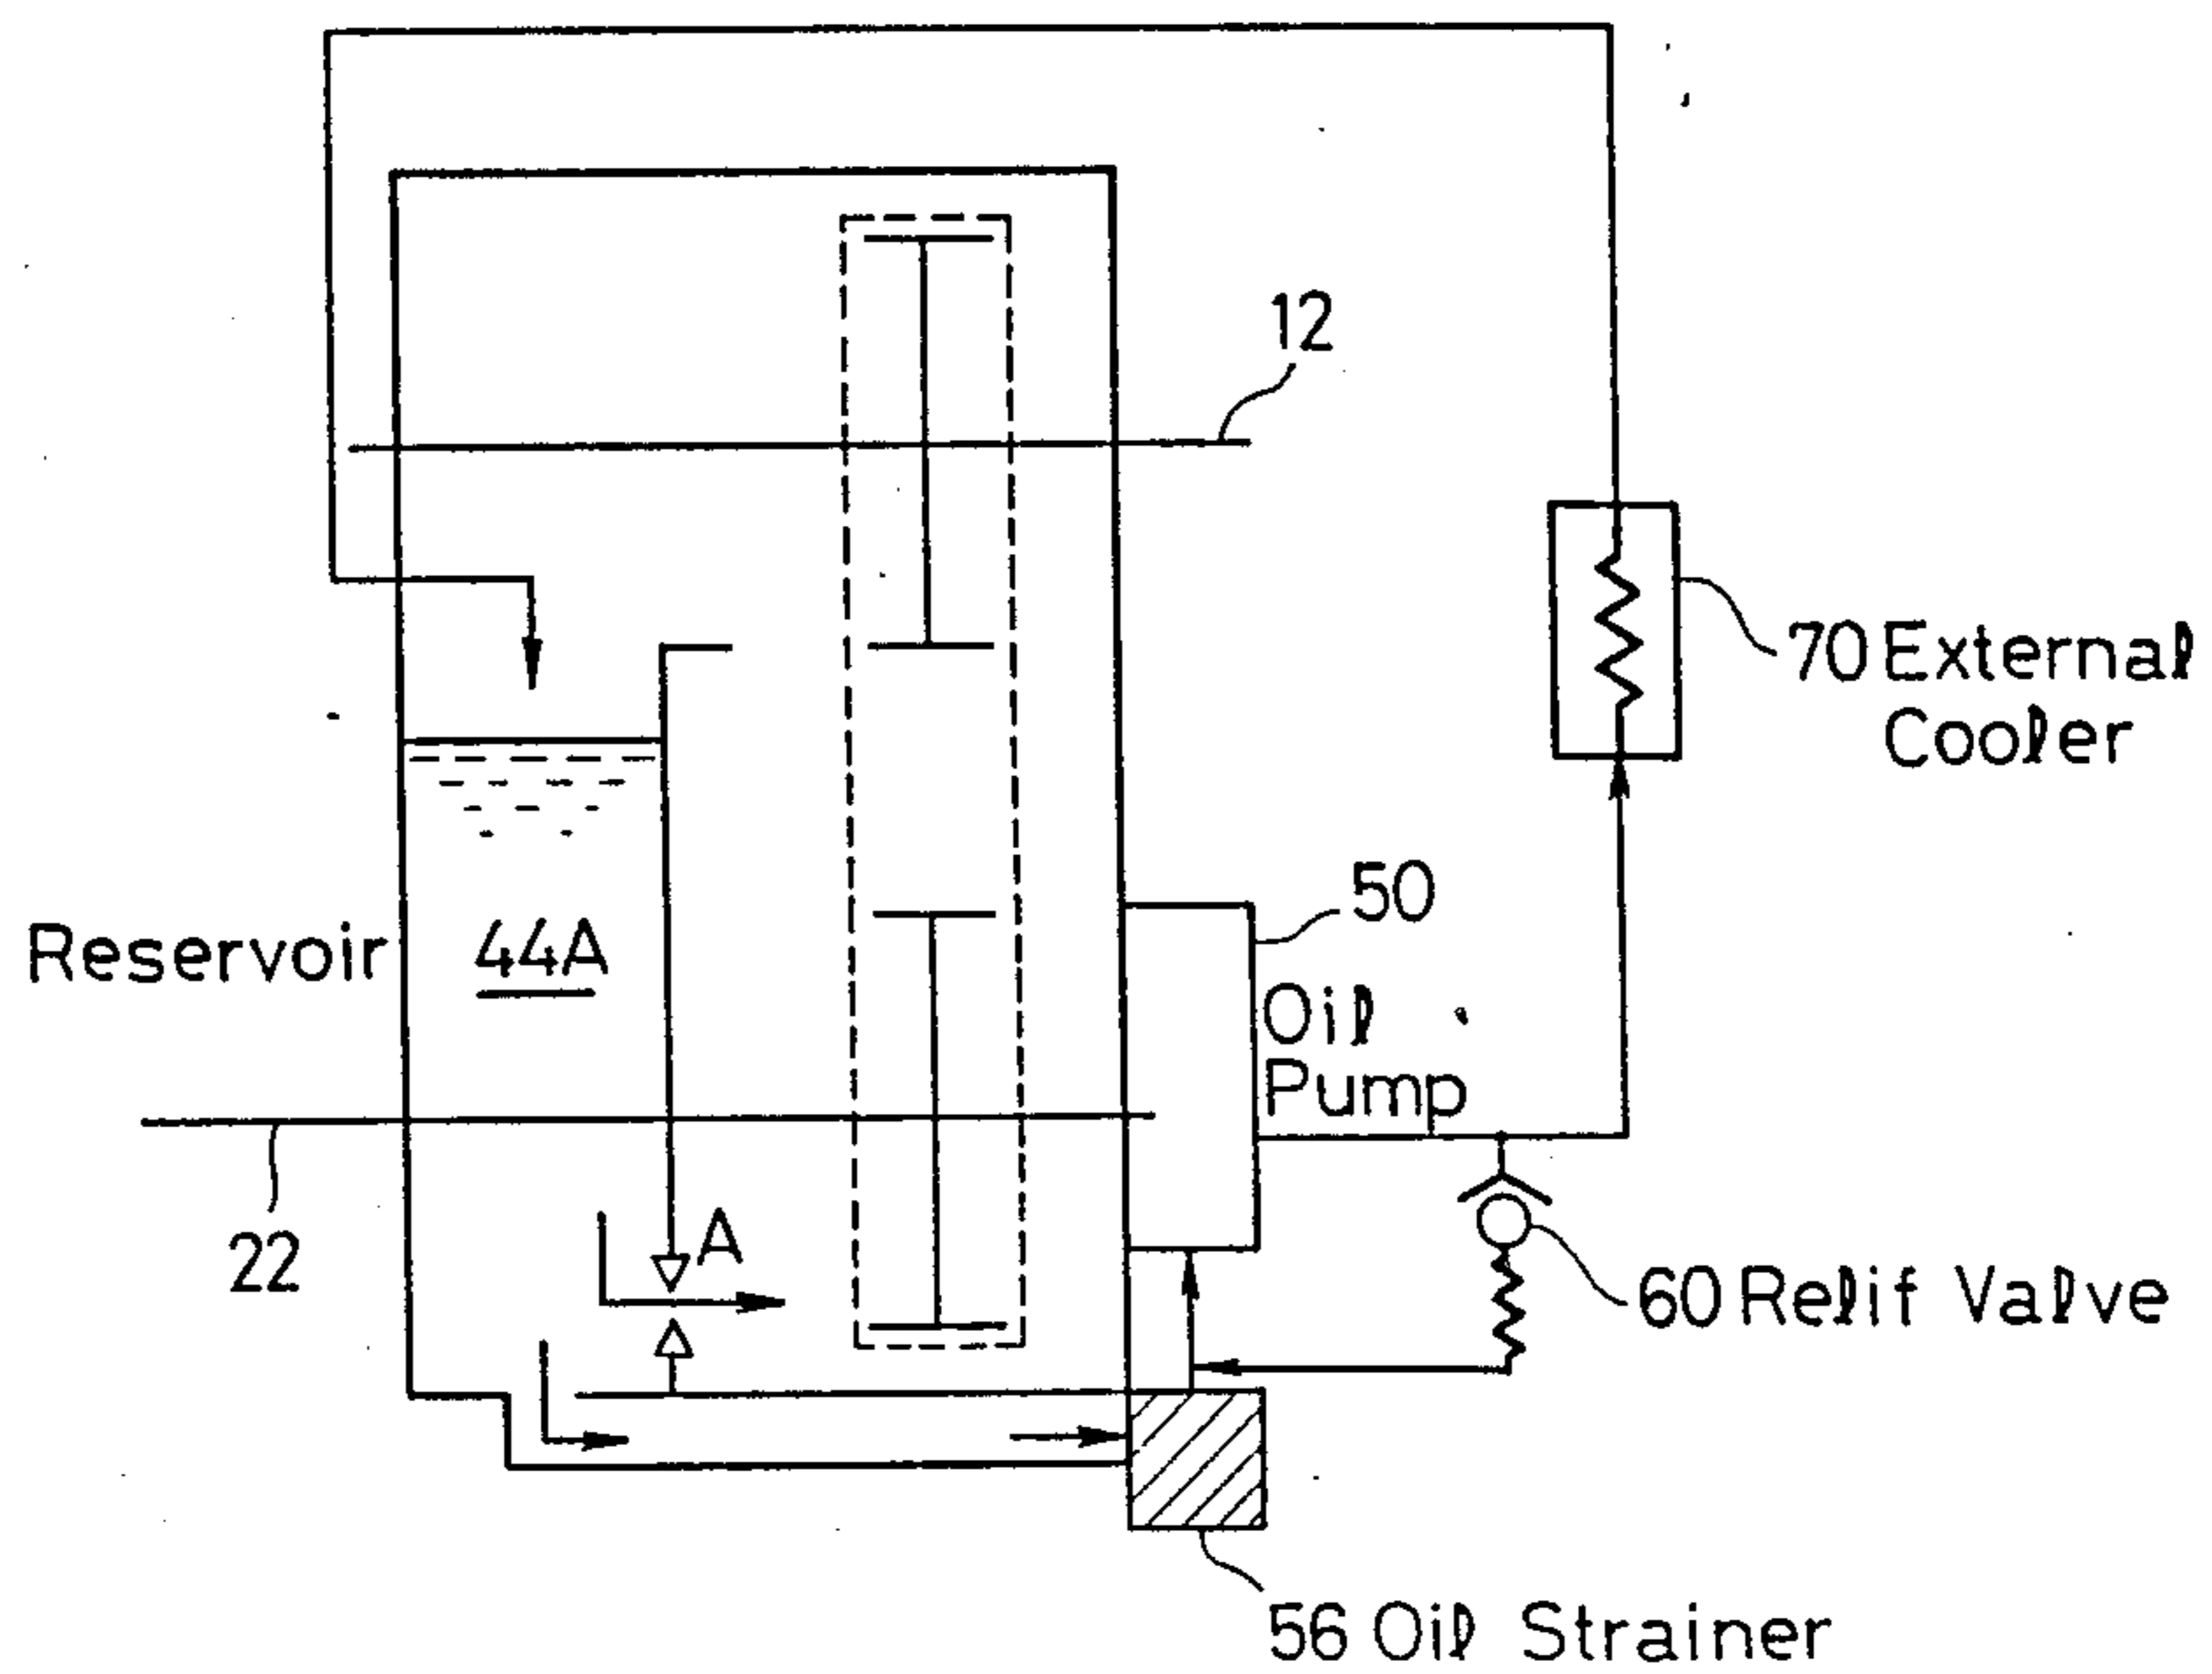 12
70 External
Cooler
50
Oil
Pump
Reservoir 44A
A
22
60 Relif Valve
56 Oil Strainer